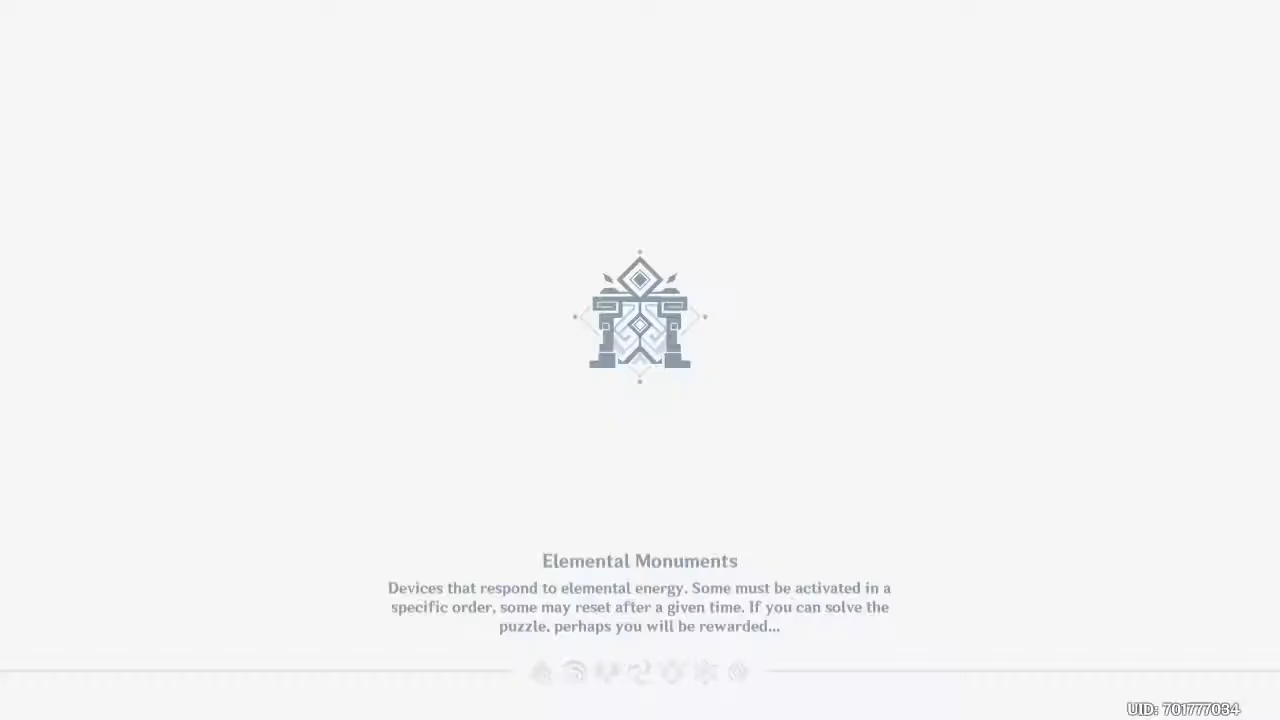 Elemental Monuments
Devices that respond to elemental energy. Some must be activated in a
specific order, some may reset after a given time. If you can solve the
puzzle, perhaps you will be rewarded...
UID: 701777034